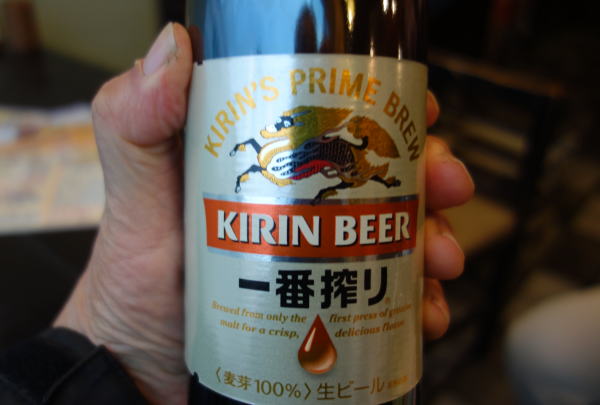 KIRIN'S PRIME BREW
KIRIN BEER
一番搾り
Brewed from only the first press of
malt for a crisp, delicious flavor.
〈麦芽100%〉生ビール